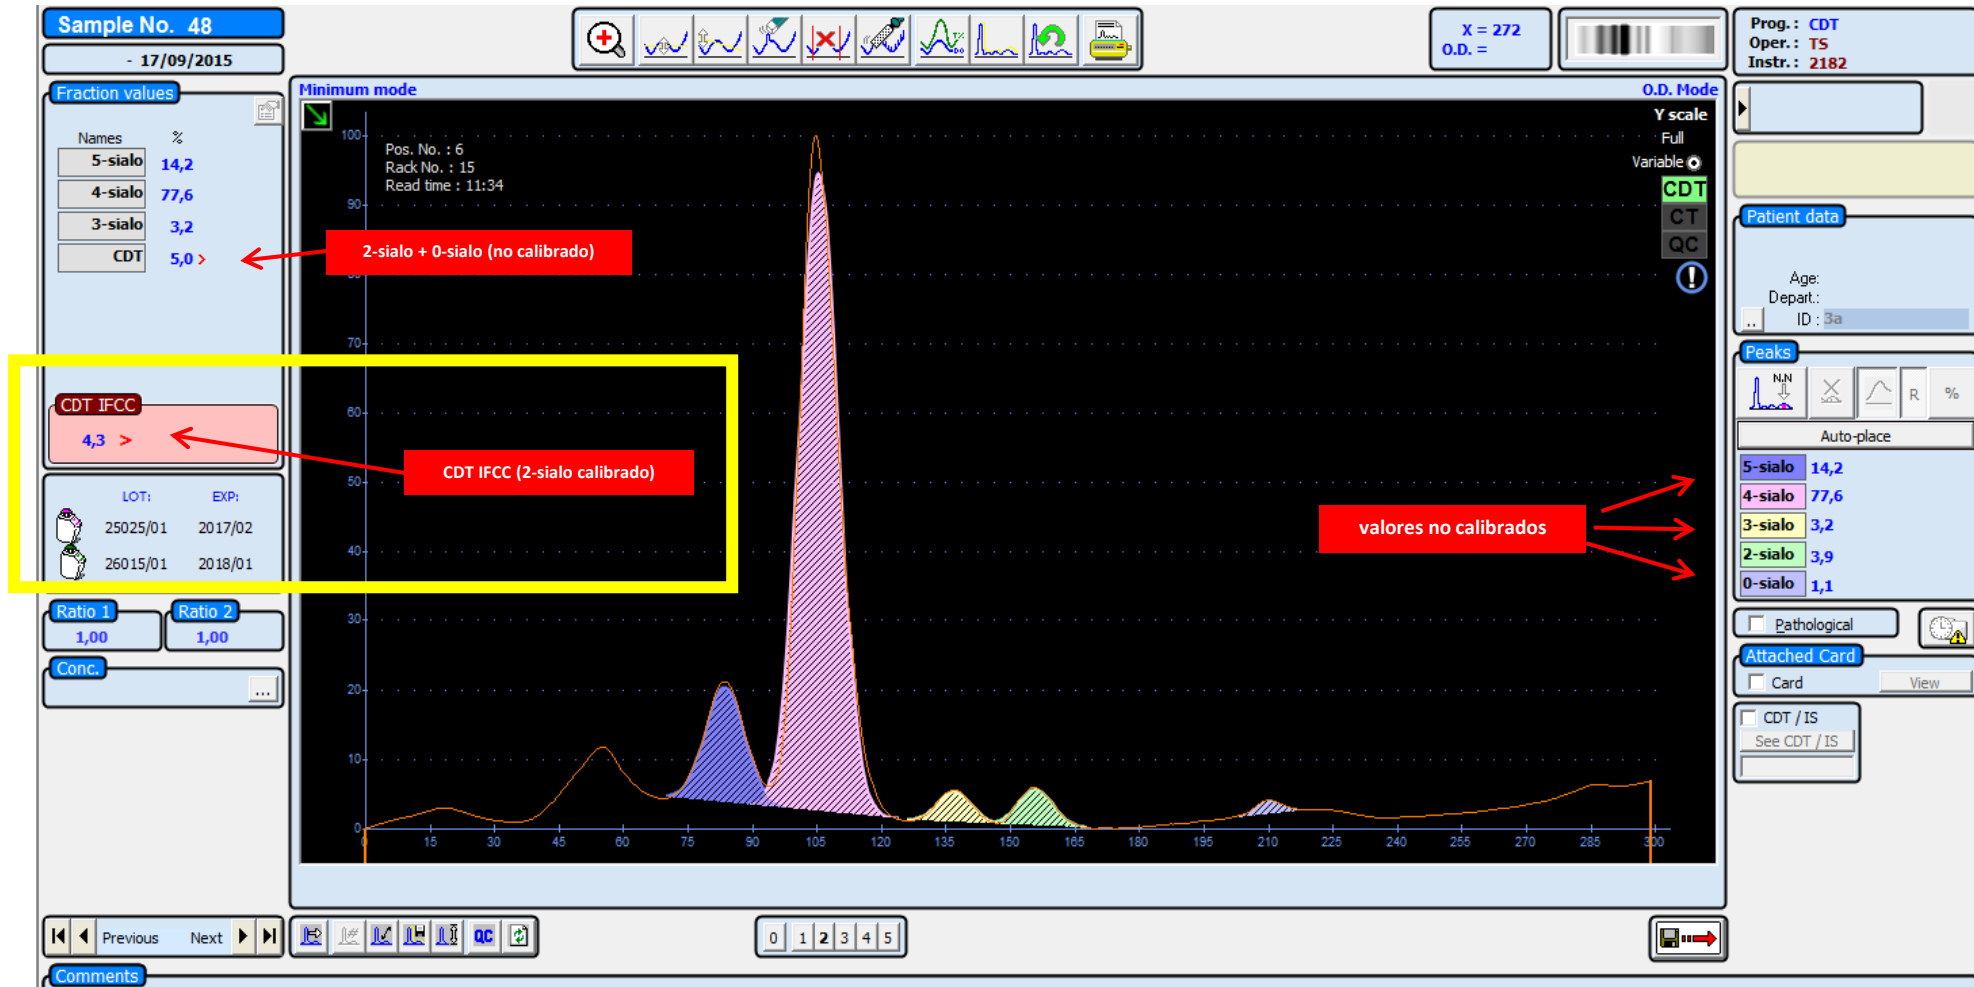 Sample No. 48
- 17/09/2015
X = 272
O.D. =
Prog.: CDT
Oper.: TS
Instr.: 2182
Fraction values
Names %
5-sialo 14,2
4-sialo 77,6
3-sialo 3,2
CDT 5,0 >
CDT IFCC
4,3 >
LOT: EXP:
25025/01 2017/02
26015/01 2018/01
Ratio 1 Ratio 2
1,00 1,00
Conc.
...
Minimum mode
O.D. Mode
Y scale
Full
Variable
CDT
CT
QC
Pos. No. : 6
Rack No. : 15
Read time : 11:34
2-sialo + 0-sialo (no calibrado)
CDT IFCC (2-sialo calibrado)
valores no calibrados
100
90
80
70
60
50
40
30
20
10
0
0 15 30 45 60 75 90 105 120 135 150 165 180 195 210 225 240 255 270 285 300
Patient data
Age:
Depart.:
.. ID : 3a
Peaks
N.N R %
Auto-place
5-sialo 14,2
4-sialo 77,6
3-sialo 3,2
2-sialo 3,9
0-sialo 1,1
Pathological
Attached Card
Card View
CDT / IS
See CDT / IS
Previous Next
QC
0 1 2 3 4 5
Comments